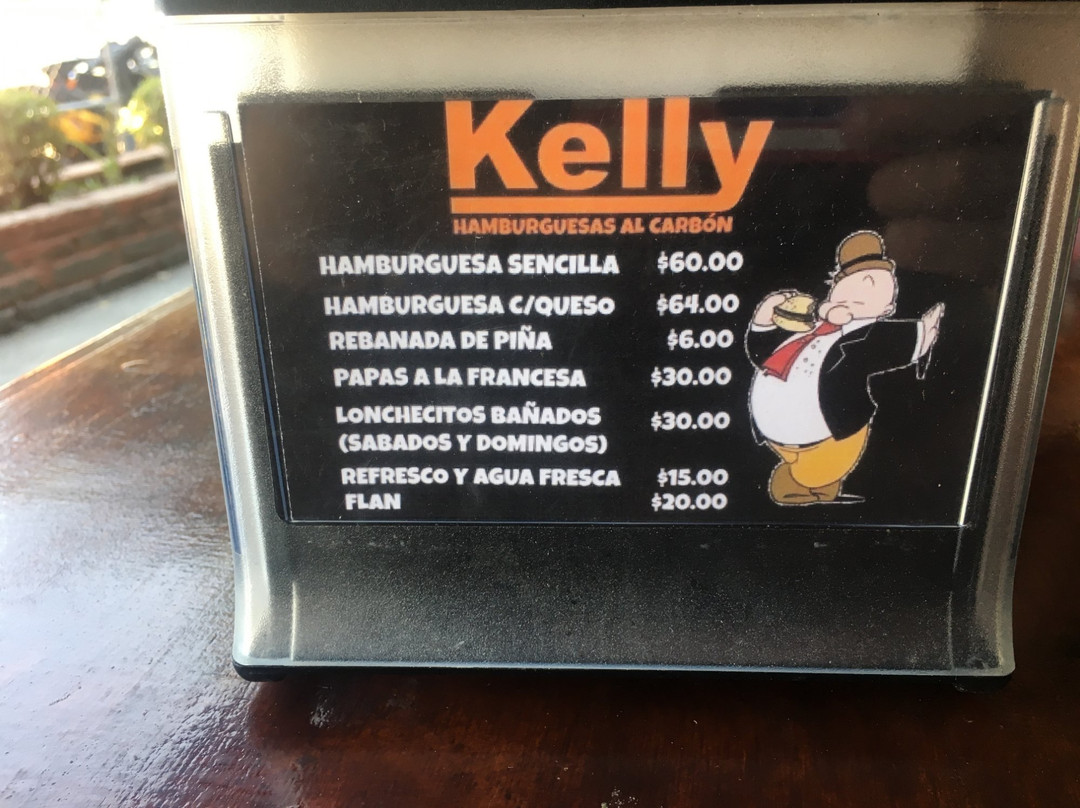 Kelly
HAMBURGUESAS AL CARBÓN
HAMBURGUESA SENCILLA $60.00
HAMBURGUESA C/QUESO $64.00
REBANADA DE PIÑA $6.00
PAPAS A LA FRANCESA $30.00
LONCHECITOS BAÑADOS $30.00
(SABADOS Y DOMINGOS)
REFRESCO Y AGUA FRESCA $15.00
FLAN $20.00